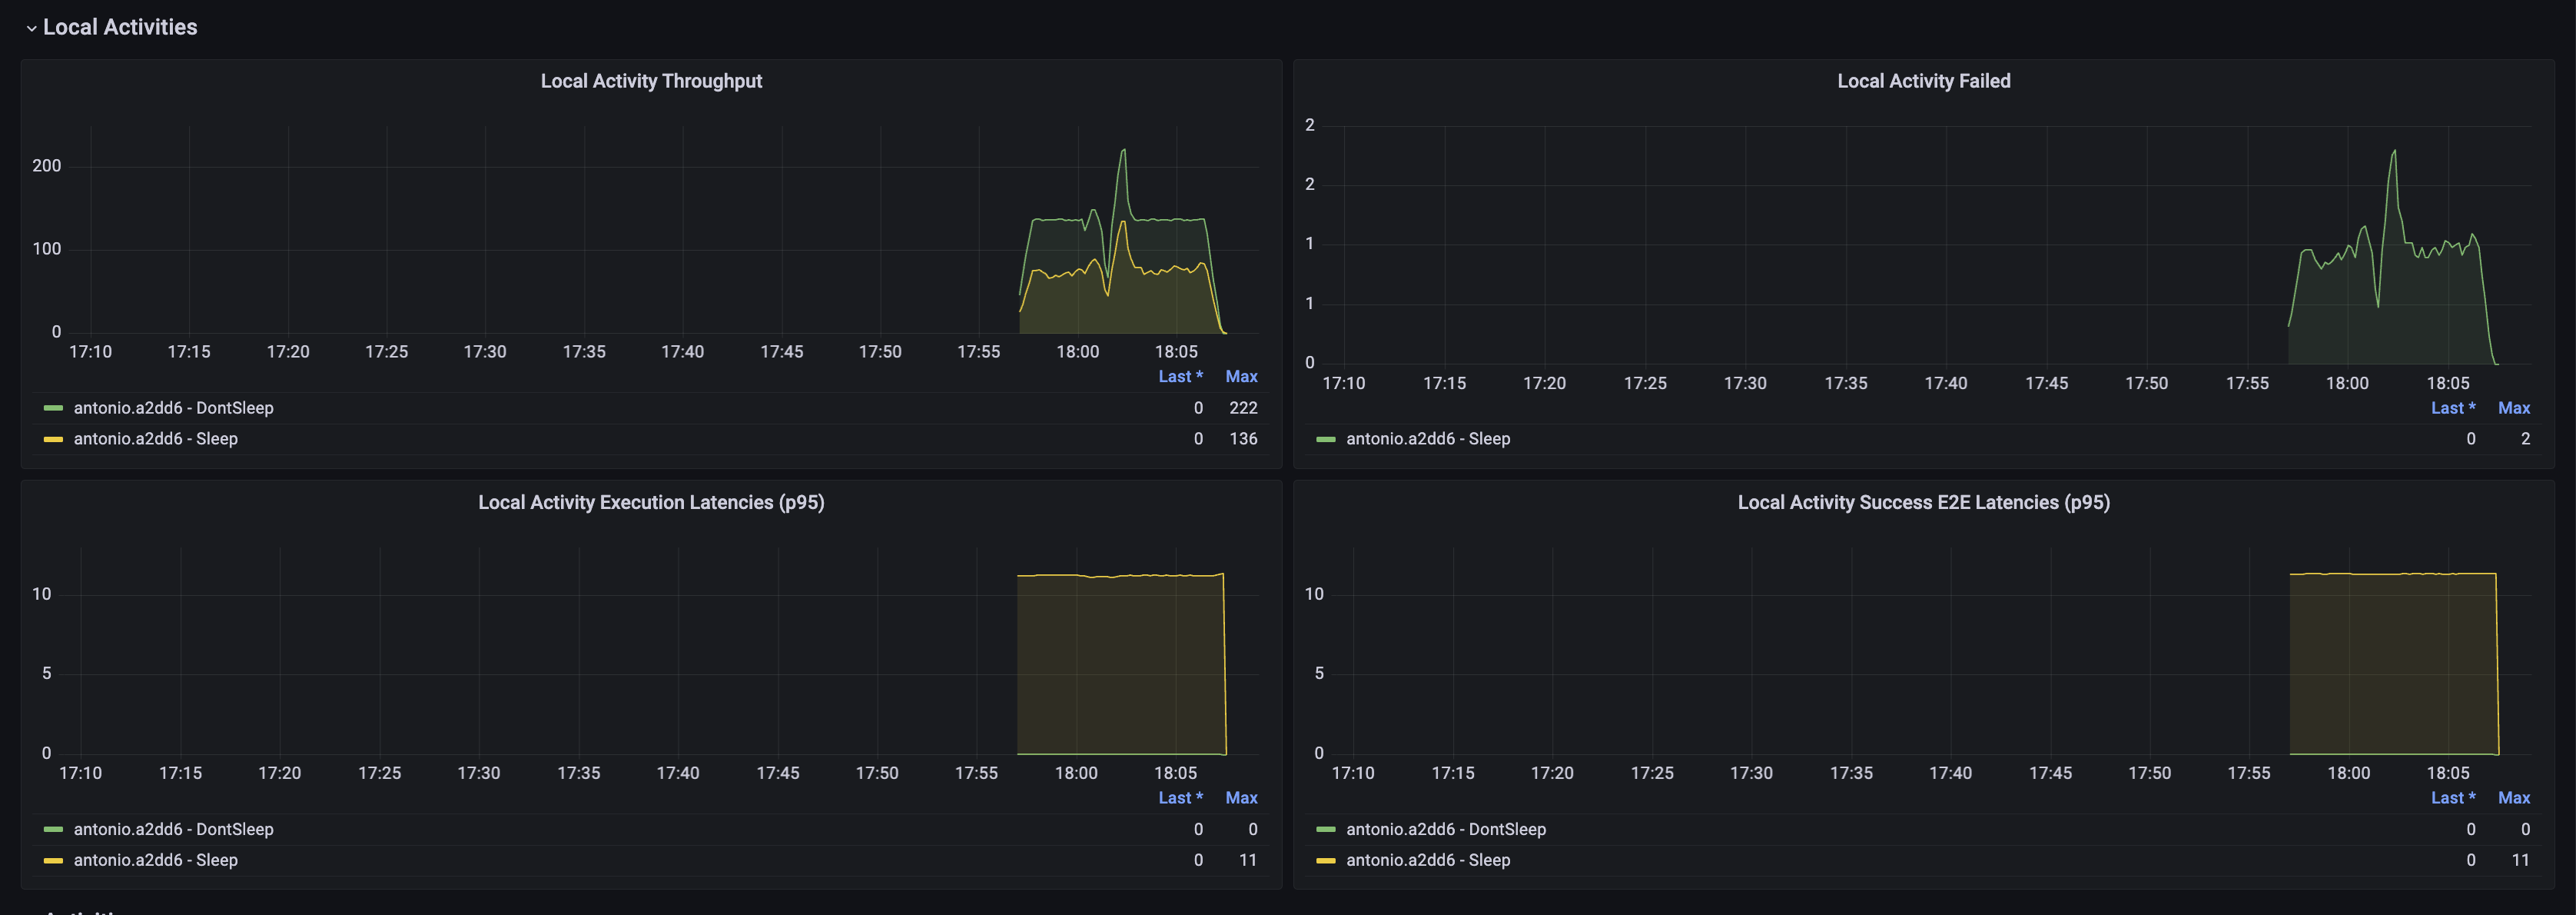 Local Activities
Local Activity Throughput
200
100
0
17:10 17:15 17:20 17:25 17:30 17:35 17:40 17:45 17:50 17:55 18:00 18:05
Last * Max
antonio.a2dd6 - DontSleep 0 222
antonio.a2dd6 - Sleep 0 136
Local Activity Failed
2
2
1
1
0
17:10 17:15 17:20 17:25 17:30 17:35 17:40 17:45 17:50 17:55 18:00 18:05
Last * Max
antonio.a2dd6 - Sleep 0 2
Local Activity Execution Latencies (p95)
10
5
0
17:10 17:15 17:20 17:25 17:30 17:35 17:40 17:45 17:50 17:55 18:00 18:05
Last * Max
antonio.a2dd6 - DontSleep 0 0
antonio.a2dd6 - Sleep 0 11
Local Activity Success E2E Latencies (p95)
10
5
0
17:10 17:15 17:20 17:25 17:30 17:35 17:40 17:45 17:50 17:55 18:00 18:05
Last * Max
antonio.a2dd6 - DontSleep 0 0
antonio.a2dd6 - Sleep 0 11